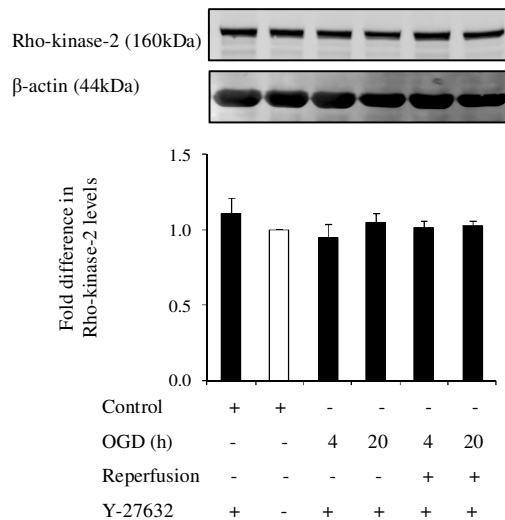 Rho-kinase-2 (160kDa)
β-actin (44kDa)
Fold difference in
Rho-kinase-2 levels
1.5
1.0
0.5
0.0
Control + + - - - -
OGD (h) - - 4 20 4 20
Reperfusion - - - - + +
Y-27632 + - + + + +